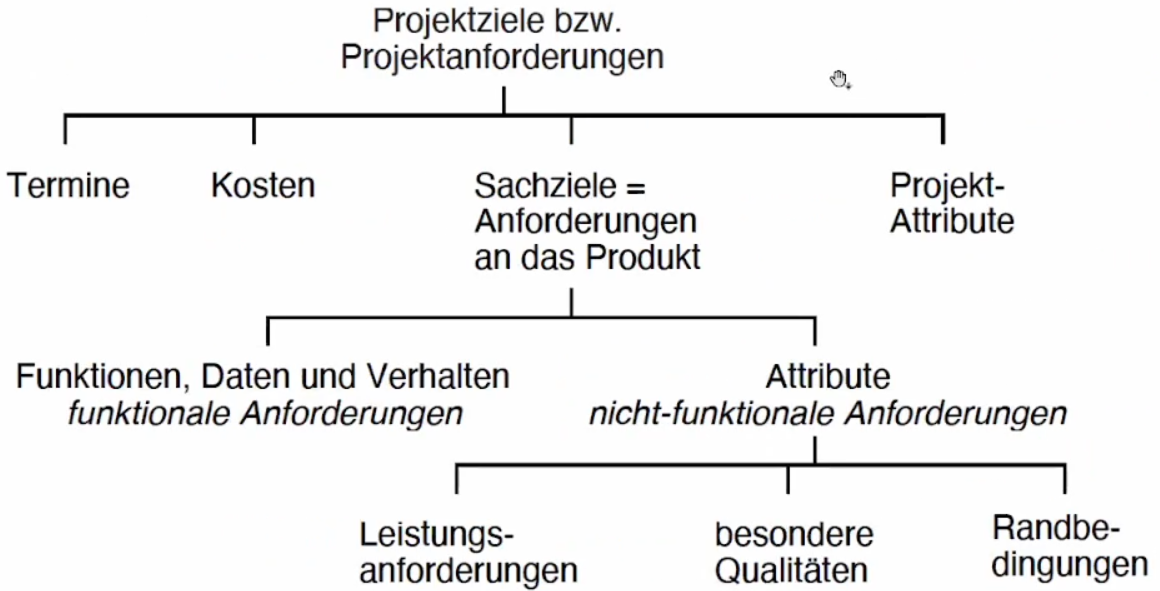 Projektziele bzw.
Projektanforderungen
Termine
Kosten
Sachziele =
Anforderungen
an das Produkt
Projekt-
Attribute
Funktionen, Daten und Verhalten
funktionale Anforderungen
Attribute
nicht-funktionale Anforderungen
Leistungs-
anforderungen
besondere
Qualitäten
Randbe-
dingungen